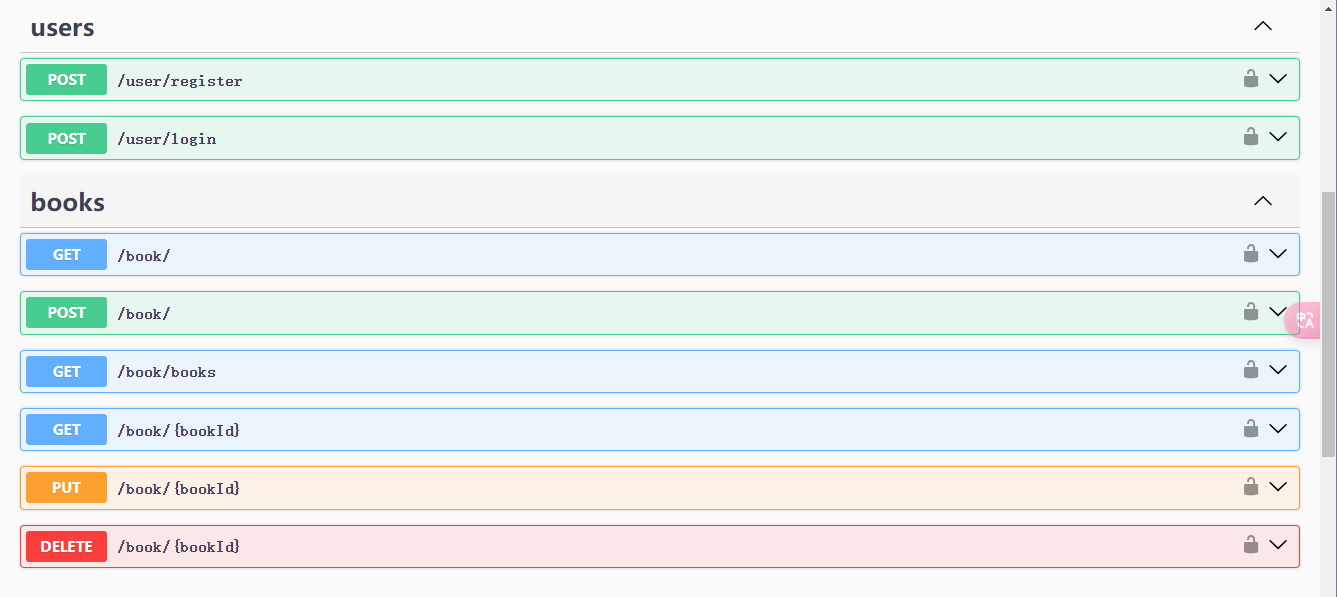 users
POST /user/register
POST /user/login
books
GET /book/
POST /book/
GET /book/books
GET /book/{bookId}
PUT /book/{bookId}
DELETE /book/{bookId}
中 A